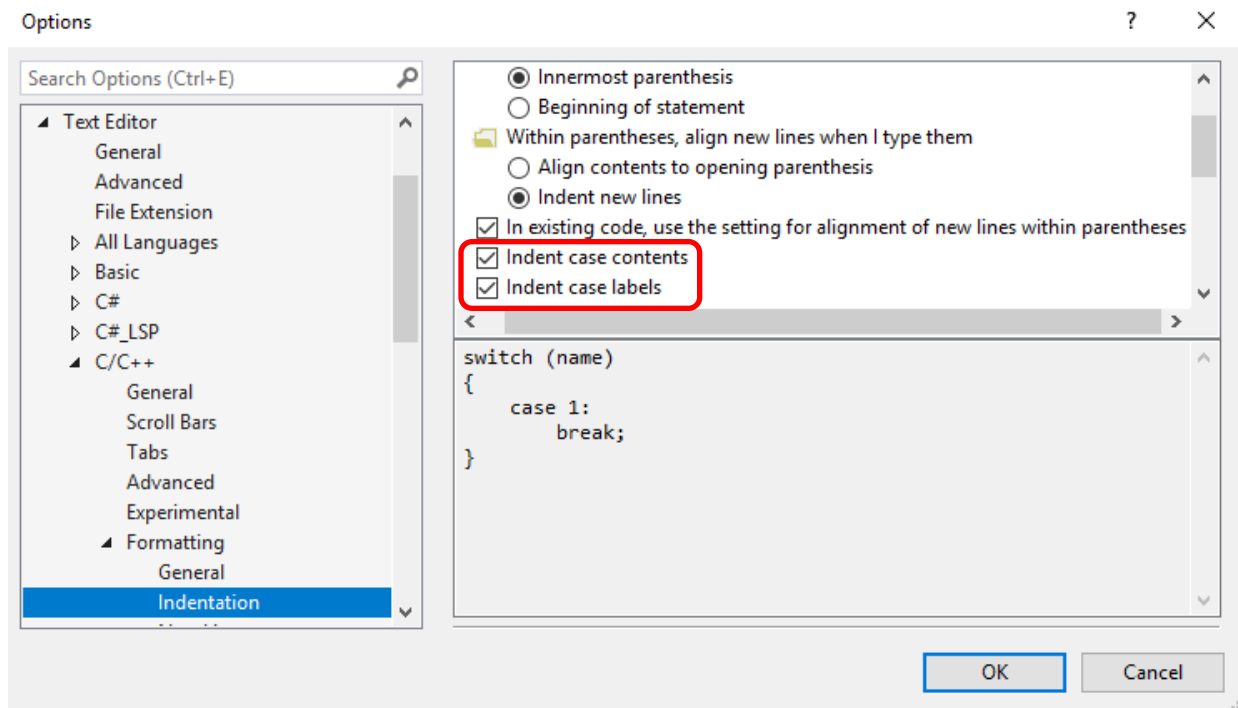 Options
?
Search Options (Ctrl+E)
Text Editor
General
Advanced
File Extension
All Languages
Basic
C#
C#_LSP
C/C++
General
Scroll Bars
Tabs
Advanced
Experimental
Formatting
General
Indentation
Innermost parenthesis
Beginning of statement
Within parentheses, align new lines when I type them
Align contents to opening parenthesis
Indent new lines
In existing code, use the setting for alignment of new lines within parentheses
Indent case contents
Indent case labels
switch (name)
{
    case 1:
        break;
}
OK
Cancel